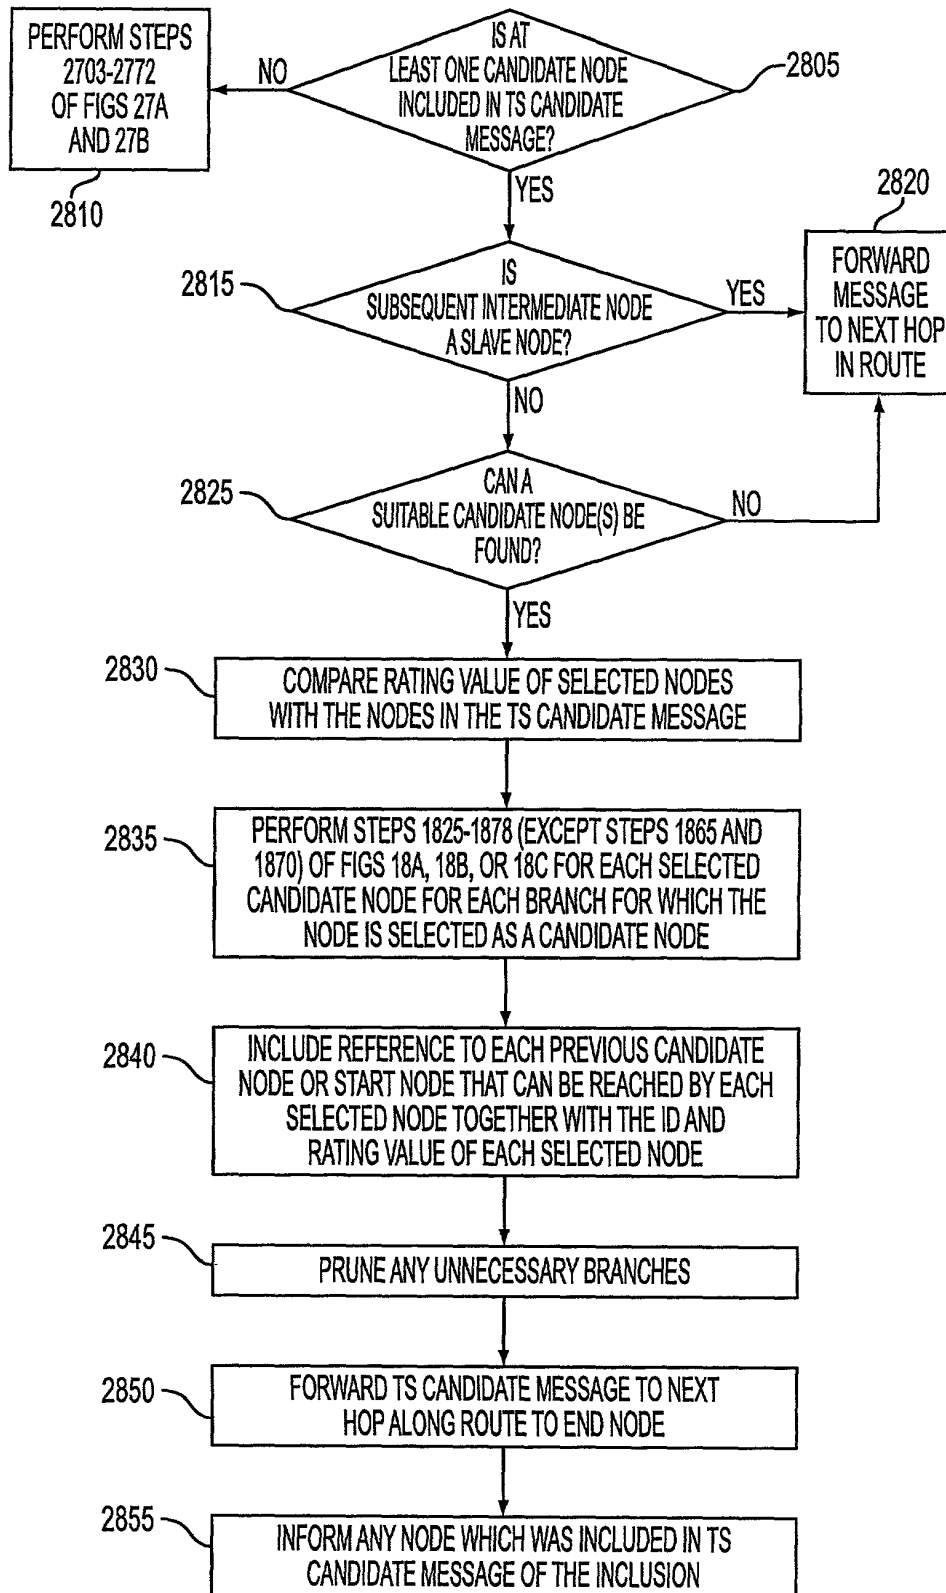 PERFORM STEPS
2703-2772
OF FIGS 27A
AND 27B
2810
NO
IS AT
LEAST ONE CANDIDATE NODE
INCLUDED IN TS CANDIDATE
MESSAGE?
2805
YES
2815
IS
SUBSEQUENT INTERMEDIATE NODE
A SLAVE NODE?
YES
2820
FORWARD
MESSAGE
TO NEXT HOP
IN ROUTE
NO
2825
CAN A
SUITABLE CANDIDATE NODE(S) BE
FOUND?
NO
YES
2830
COMPARE RATING VALUE OF SELECTED NODES
WITH THE NODES IN THE TS CANDIDATE MESSAGE
2835
PERFORM STEPS 1825-1878 (EXCEPT STEPS 1865 AND
1870) OF FIGS 18A, 18B, OR 18C FOR EACH SELECTED
CANDIDATE NODE FOR EACH BRANCH FOR WHICH THE
NODE IS SELECTED AS A CANDIDATE NODE
2840
INCLUDE REFERENCE TO EACH PREVIOUS CANDIDATE
NODE OR START NODE THAT CAN BE REACHED BY EACH
SELECTED NODE TOGETHER WITH THE ID AND
RATING VALUE OF EACH SELECTED NODE
2845
PRUNE ANY UNNECESSARY BRANCHES
2850
FORWARD TS CANDIDATE MESSAGE TO NEXT
HOP ALONG ROUTE TO END NODE
2855
INFORM ANY NODE WHICH WAS INCLUDED IN TS
CANDIDATE MESSAGE OF THE INCLUSION